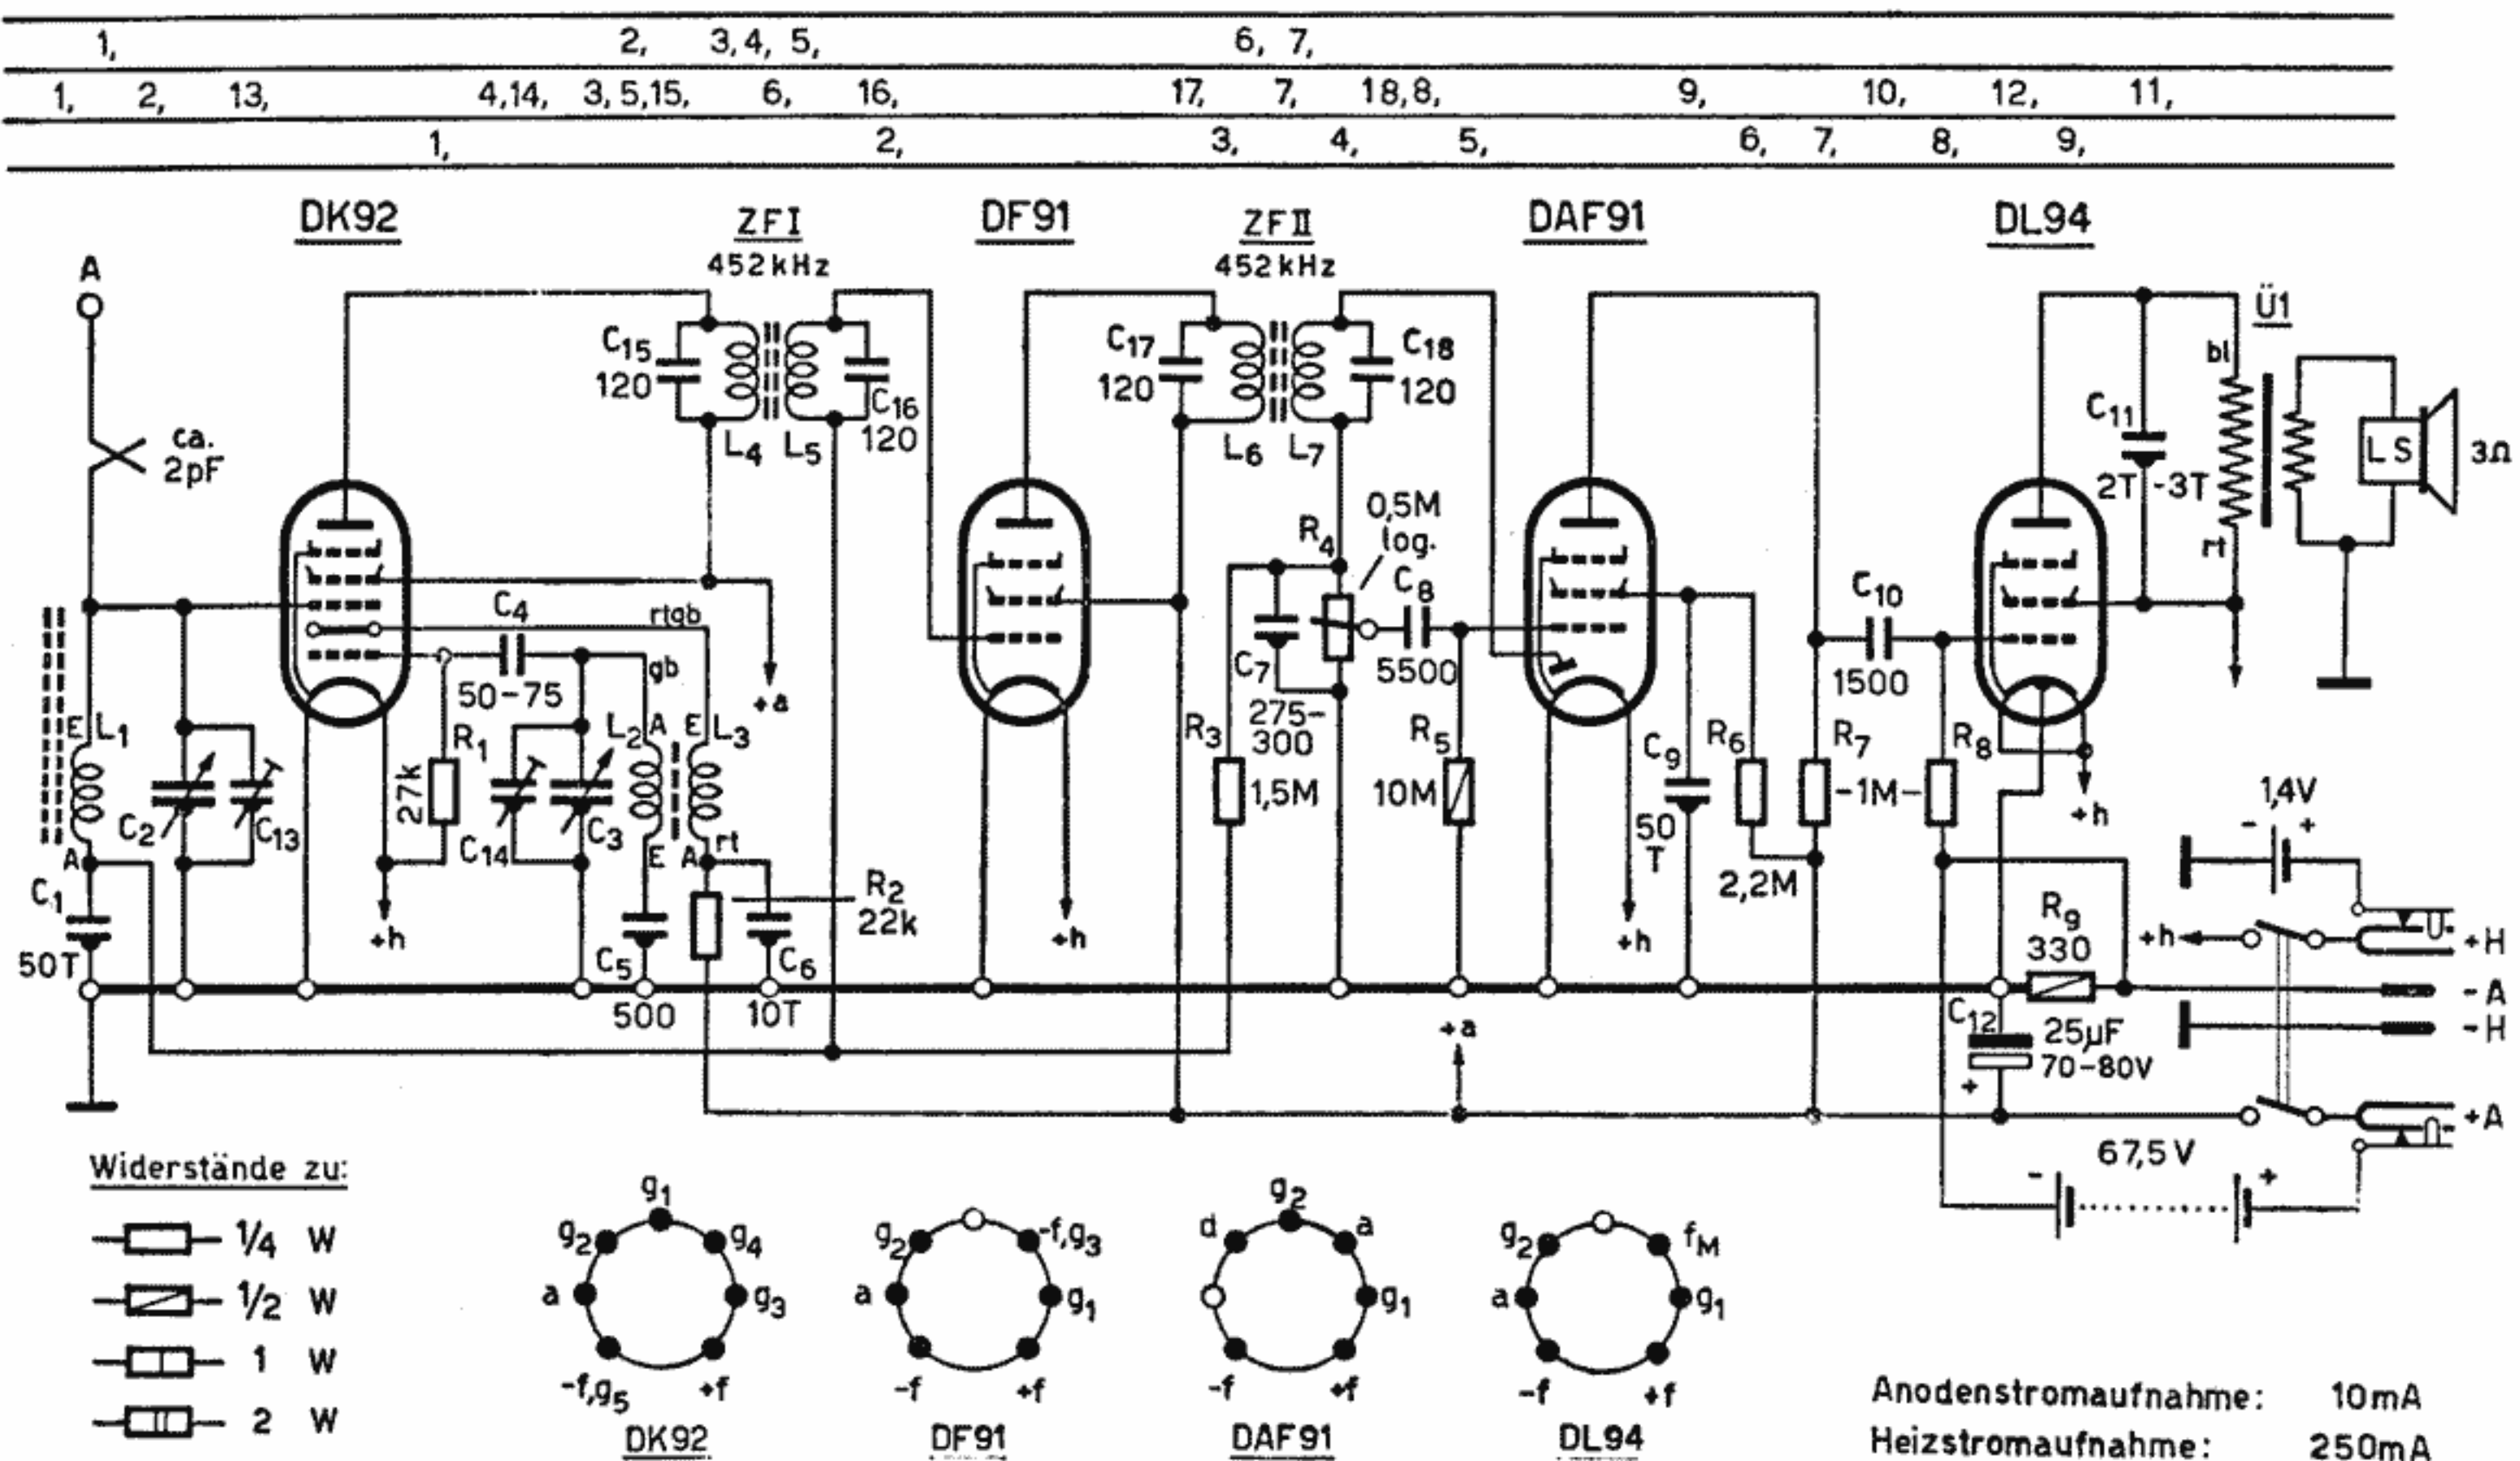 1, 2, 3, 4, 5, 6, 7,
1, 2, 13, 4, 14, 3, 5, 15, 6, 16, 17, 7, 18, 8, 9, 10, 12, 11,
1, 2, 3, 4, 5, 6, 7, 8, 9,
DK92
ZF I
452 kHz
DF91
ZF II
452 kHz
DAF91
DL94
A
ca.
2pF
C15
120
L4
L5
C16
120
C17
120
L6
L7
C18
120
Ü1
bl
rt
C11
2T-3T
LS
3Ω
C4
50-75
rtgb
gb
+a
R4
0,5M
log.
C8
5500
C7
275-
300
C10
1500
E L1
A
C1
50T
C2
C13
R1
27k
+h
C14
C3
L2 A
E
E L3
A rt
C5
500
C6
10T
R2
22k
+h
R3
1,5M
R5
10M
+h
C9
50
T
R6
2,2M
R7
-1M-
R8
+h
R9
330
C12
25µF
70-80V
+
+a
1,4V
- +
+h
+H
-A
-H
+A
67,5V
- +
Widerstände zu:
1/4 W
1/2 W
1 W
2 W
g1
g2 g4
a g3
-f,g5 +f
DK92
g2 -f,g3
a g1
-f +f
DF91
g2
d a
g1
-f +f
DAF91
g2 fM
a g1
-f +f
DL94
Anodenstromaufnahme: 10mA
Heizstromaufnahme: 250mA